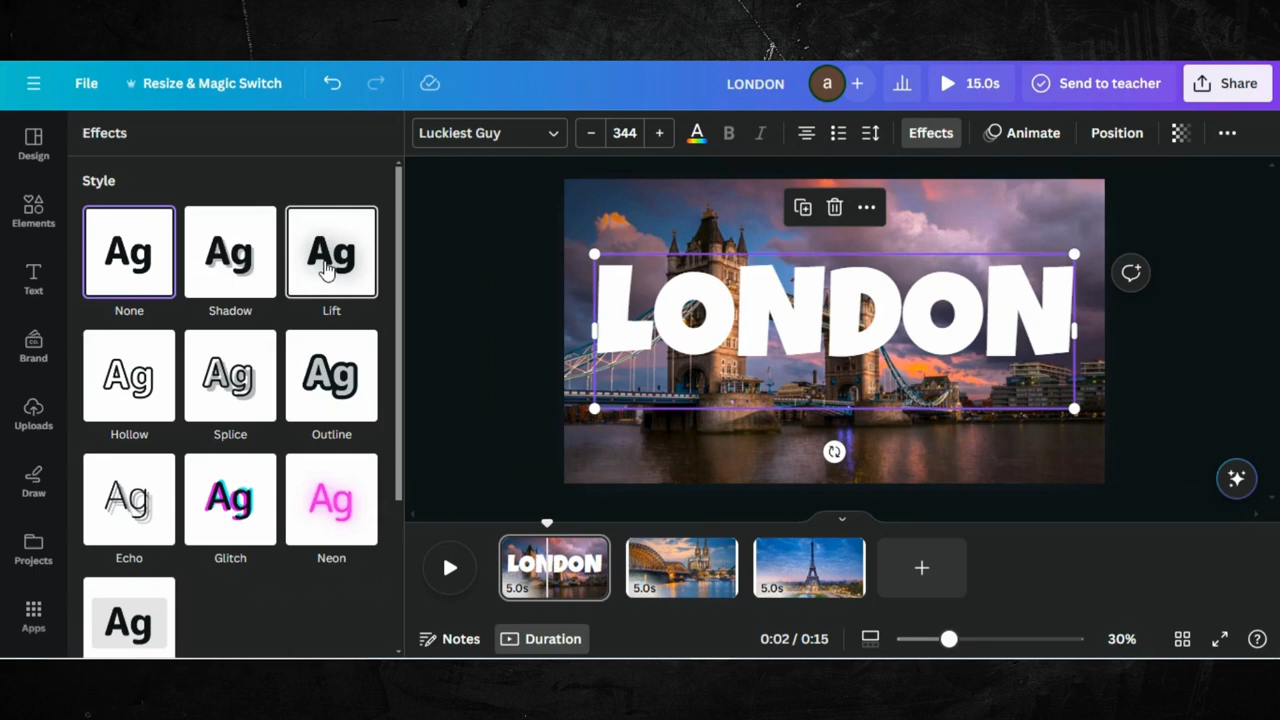 File
Resize & Magic Switch
LONDON
a
+
15.0s
Send to teacher
Share
Design
Elements
Text
Brand
CO.
Uploads
Draw
Projects
Apps
Effects
Style
Ag Ag Ag
None Shadow Lift
Ag Ag Ag
Hollow Splice Outline
Ag Ag Ag
Echo Glitch Neon
Ag
Luckiest Guy
− 344 +
A
B
I
Effects
Animate
Position
LONDON
LONDON
5.0s
5.0s
5.0s
+
Notes
Duration
0:02 / 0:15
30%
?